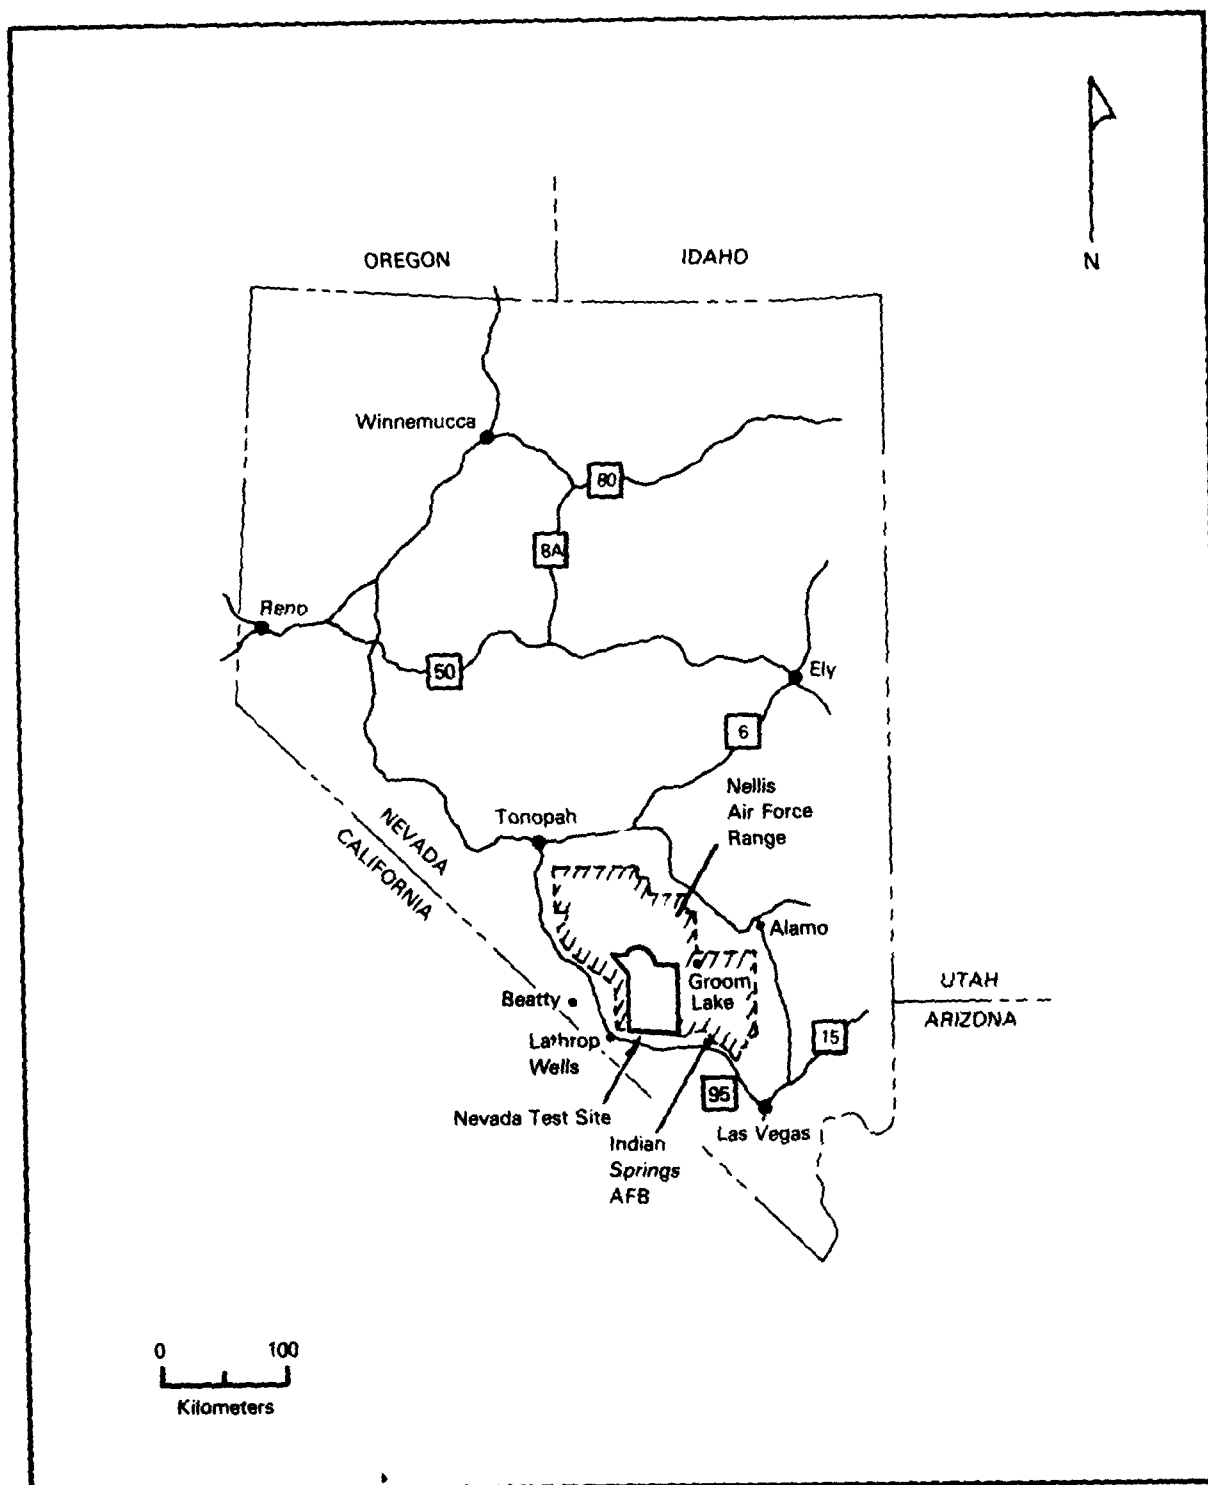 OREGON
IDAHO
N
Winnemucca
80
8A
Reno
50
Ely
6
Nellis
Air Force
Range
Tonopah
NEVADA
CALIFORNIA
Alamo
Groom
Lake
Beatty
UTAH
ARIZONA
Lathrop
Wells
15
95
Nevada Test Site
Las Vegas
Indian
Springs
AFB
0 100
Kilometers